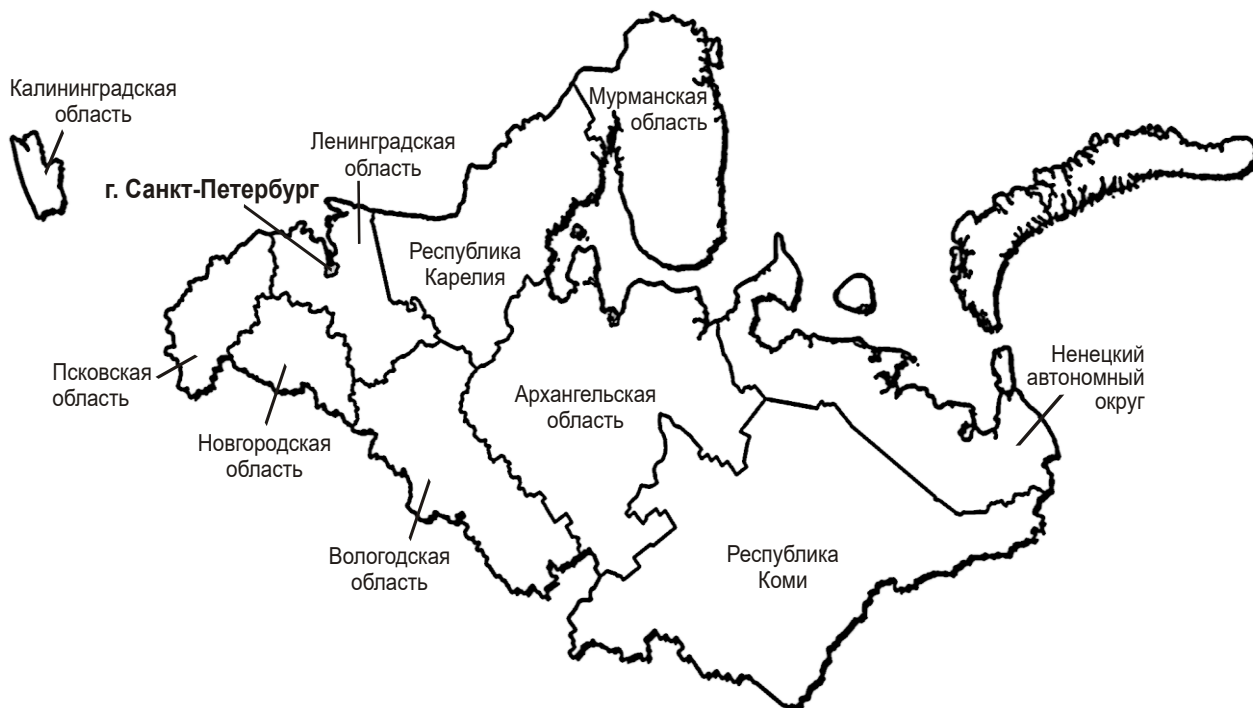 Калининградская
область
Мурманская
область
Ленинградская
область
г. Санкт-Петербург
Республика
Карелия
Псковская
область
Ненецкий
автономный
округ
Архангельская
область
Новгородская
область
Вологодская
область
Республика
Коми